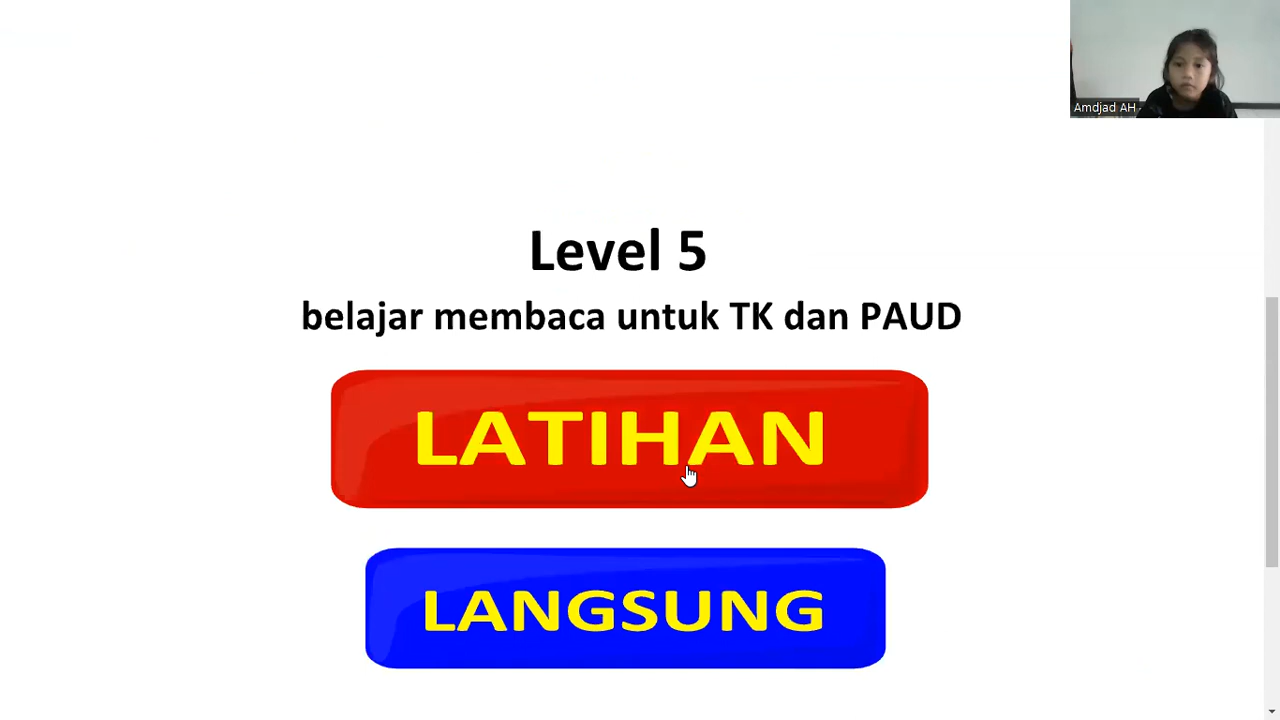 Amdjad AH -
Level 5
belajar membaca untuk TK dan PAUD
LATIHAN
LANGSUNG